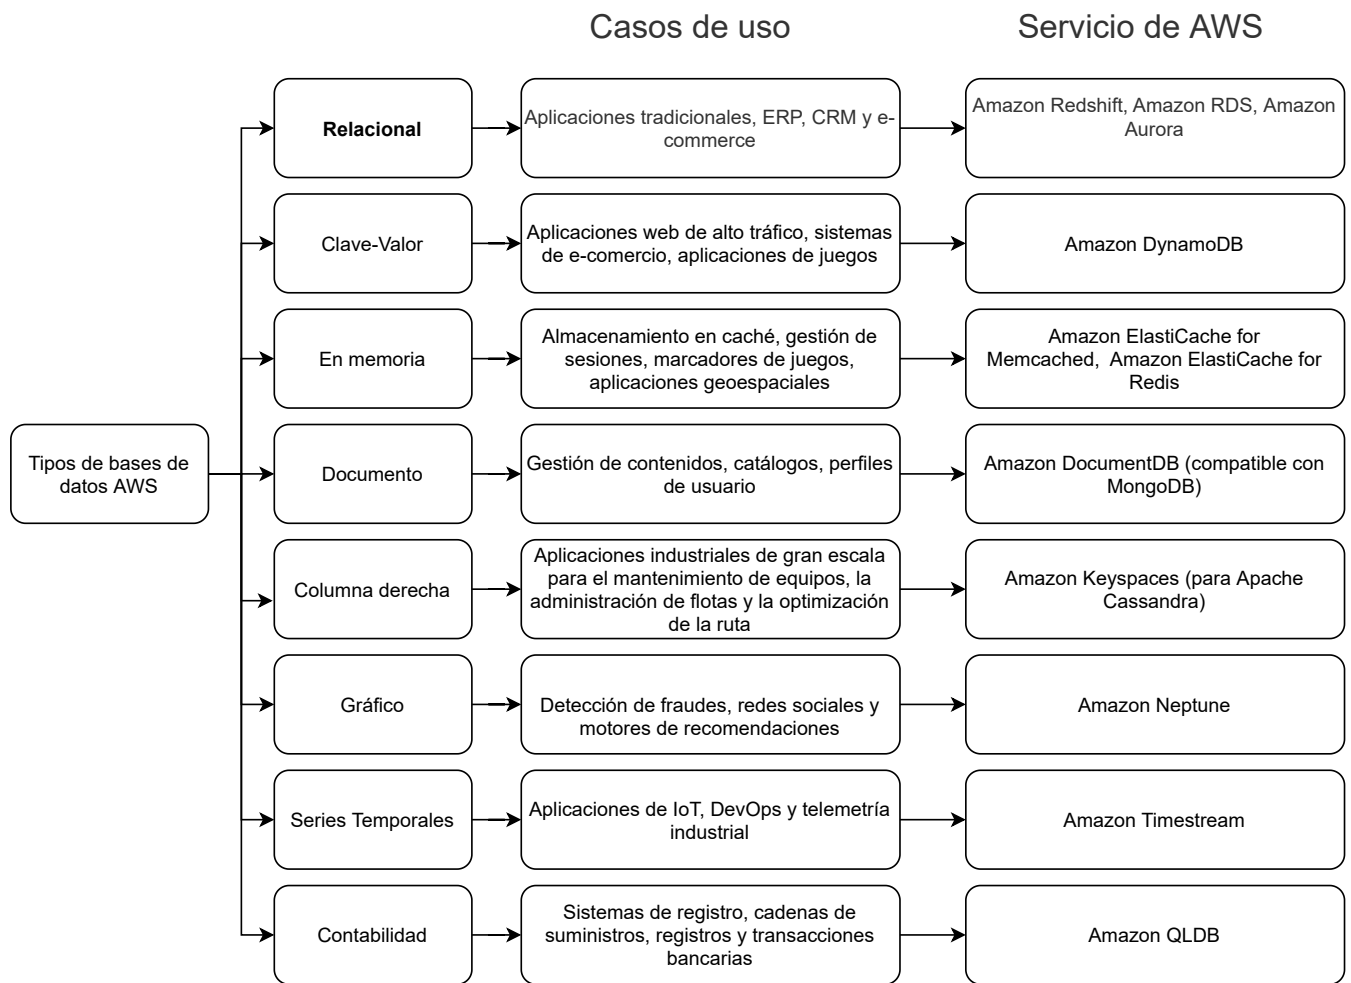 Casos de uso
Servicio de AWS
Tipos de bases de
datos AWS
Relacional
Aplicaciones tradicionales, ERP, CRM y e-
commerce
Amazon Redshift, Amazon RDS, Amazon
Aurora
Clave-Valor
Aplicaciones web de alto tráfico, sistemas
de e-comercio, aplicaciones de juegos
Amazon DynamoDB
En memoria
Almacenamiento en caché, gestión de
sesiones, marcadores de juegos,
aplicaciones geoespaciales
Amazon ElastiCache for
Memcached,  Amazon ElastiCache for
Redis
Documento
Gestión de contenidos, catálogos, perfiles
de usuario
Amazon DocumentDB (compatible con
MongoDB)
Columna derecha
Aplicaciones industriales de gran escala
para el mantenimiento de equipos, la
administración de flotas y la optimización
de la ruta
Amazon Keyspaces (para Apache
Cassandra)
Gráfico
Detección de fraudes, redes sociales y
motores de recomendaciones
Amazon Neptune
Series Temporales
Aplicaciones de IoT, DevOps y telemetría
industrial
Amazon Timestream
Contabilidad
Sistemas de registro, cadenas de
suministros, registros y transacciones
bancarias
Amazon QLDB